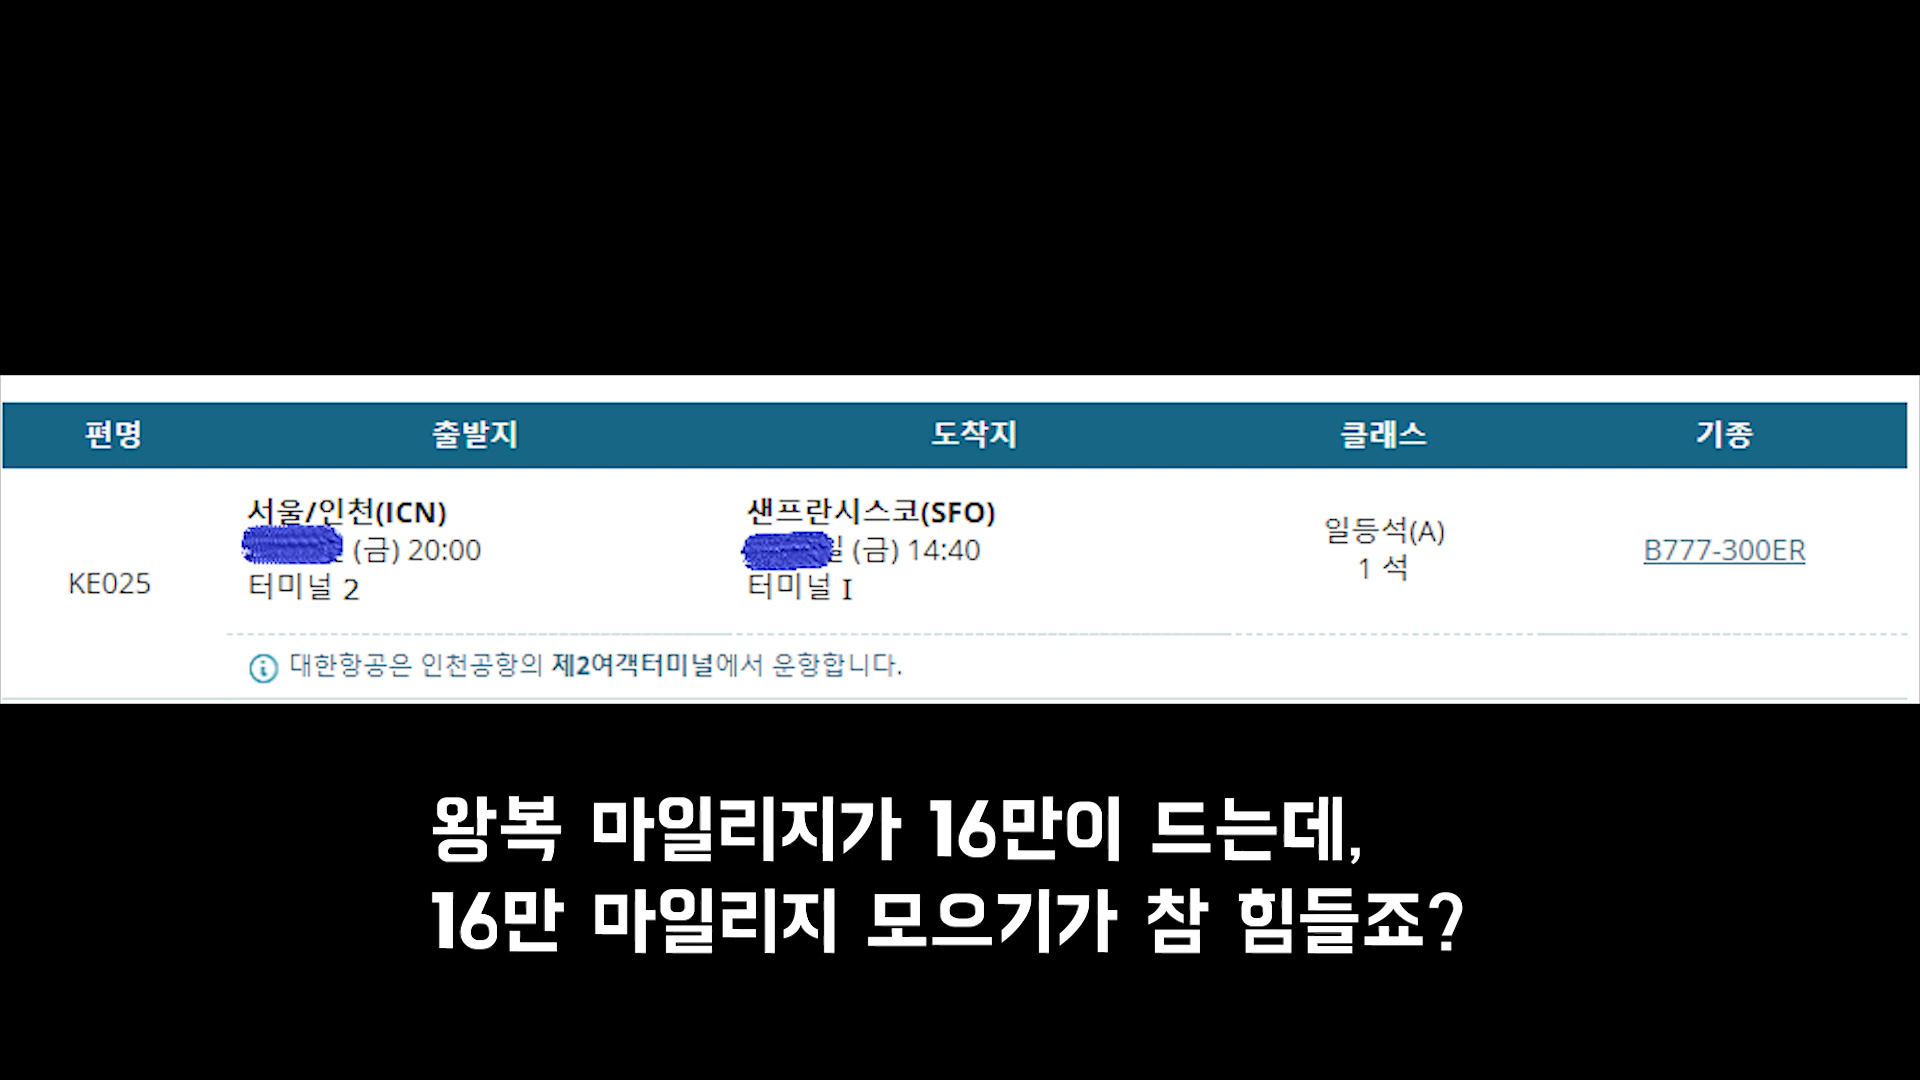 편명 출발지 도착지 클래스 기종
KE025
서울/인천(ICN)
(금) 20:00
터미널 2
샌프란시스코(SFO)
일 (금) 14:40
터미널 I
일등석(A)
1 석
B777-300ER
대한항공은 인천공항의 제2여객터미널에서 운항합니다.
왕복 마일리지가 16만이 드는데,
16만 마일리지 모으기가 참 힘들죠?